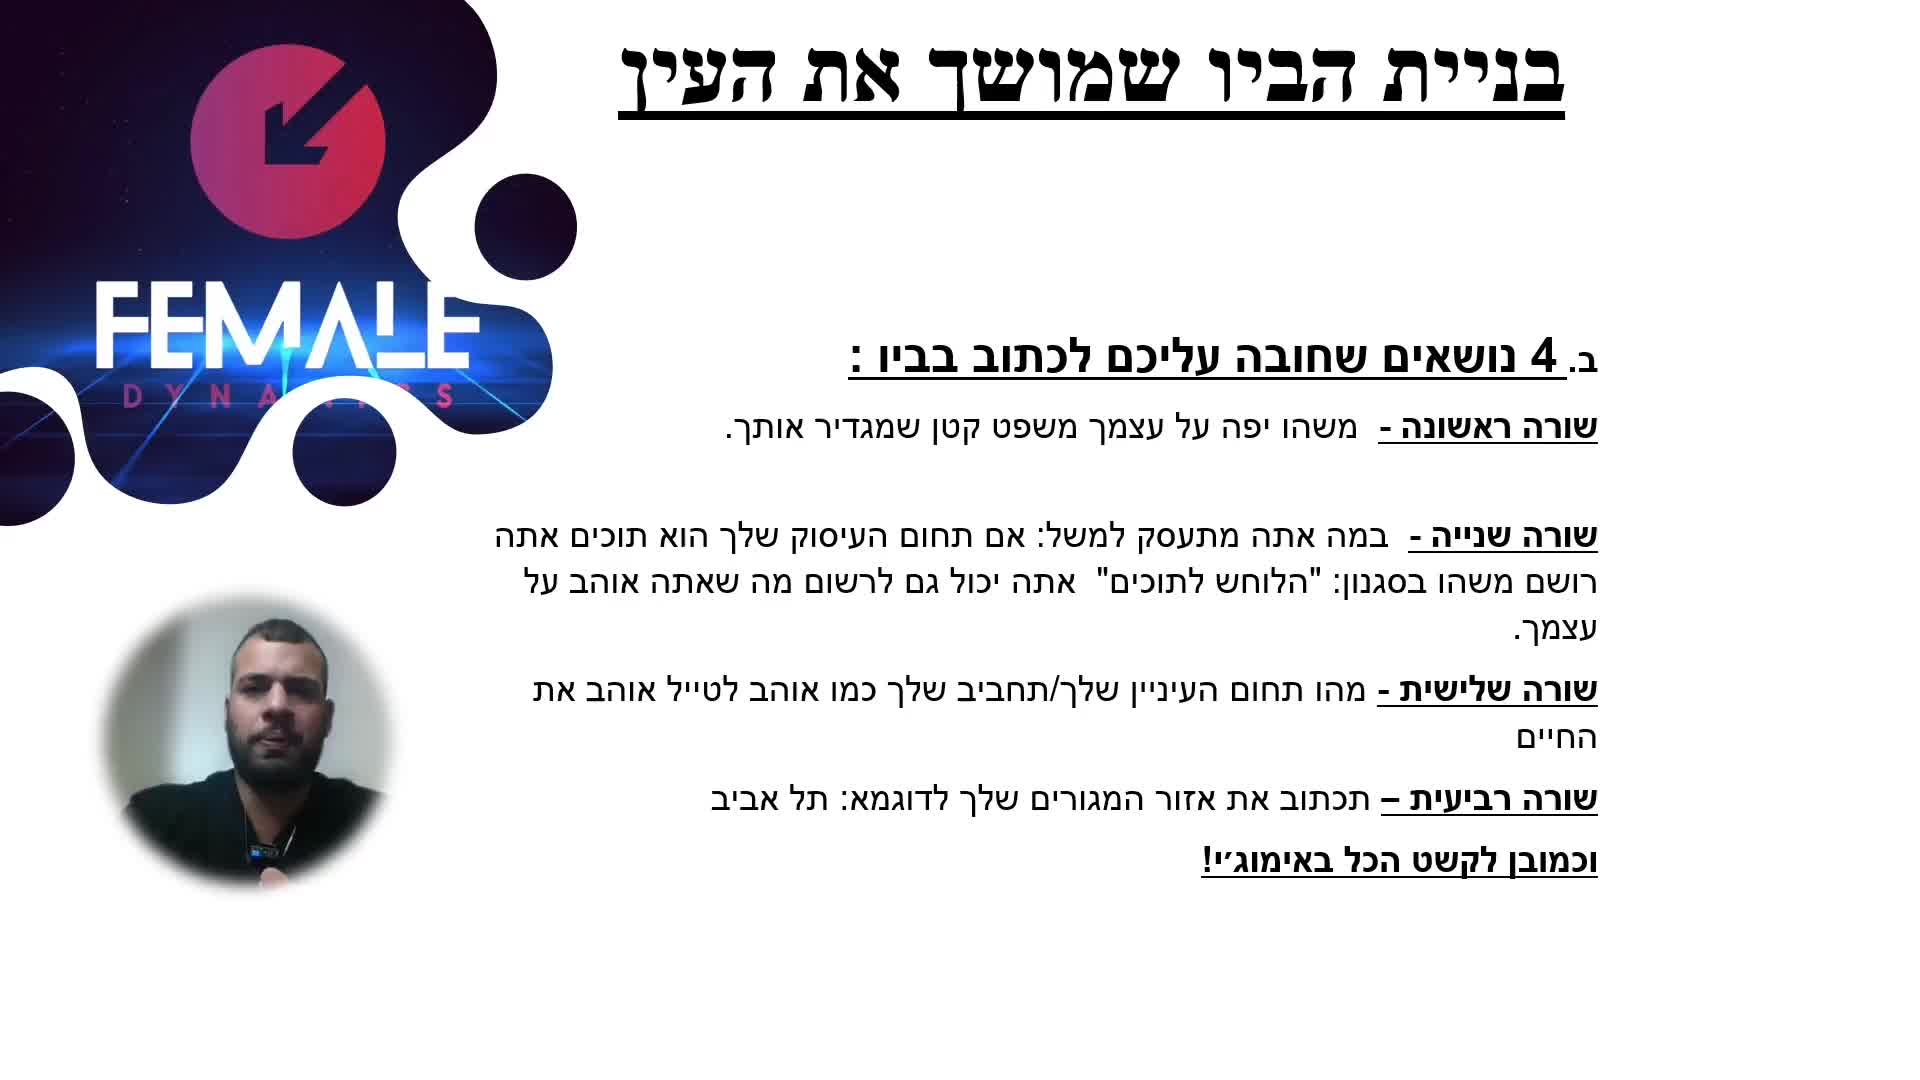 בניית הביו שמושך את העין
FEMALE
DYNAMICS
ב. 4 נושאים שחובה עליכם לכתוב בביו :
שורה ראשונה - משהו יפה על עצמך משפט קטן שמגדיר אותך.
שורה שנייה - במה אתה מתעסק למשל: אם תחום העיסוק שלך הוא תוכים אתה
רושם משהו בסגנון: "הלוחש לתוכים" אתה יכול גם לרשום מה שאתה אוהב על
עצמך.
שורה שלישית - מהו תחום העיניין שלך/תחביב שלך כמו אוהב לטייל אוהב את
החיים
שורה רביעית – תכתוב את אזור המגורים שלך לדוגמא: תל אביב
וכמובן לקשט הכל באימוג׳י!